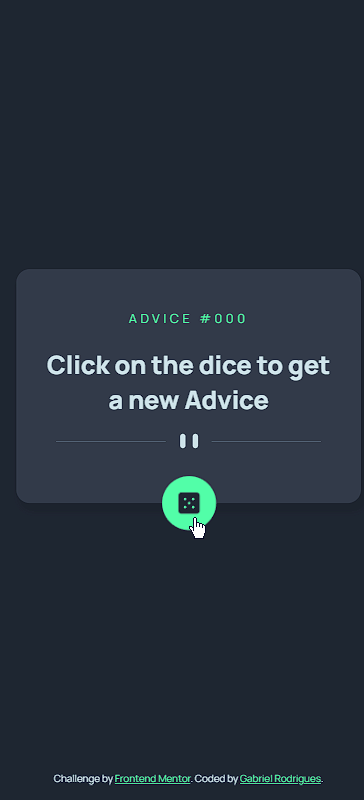 ADVICE #000
Click on the dice to get
a new Advice
Challenge by Frontend Mentor. Coded by Gabriel Rodrigues.